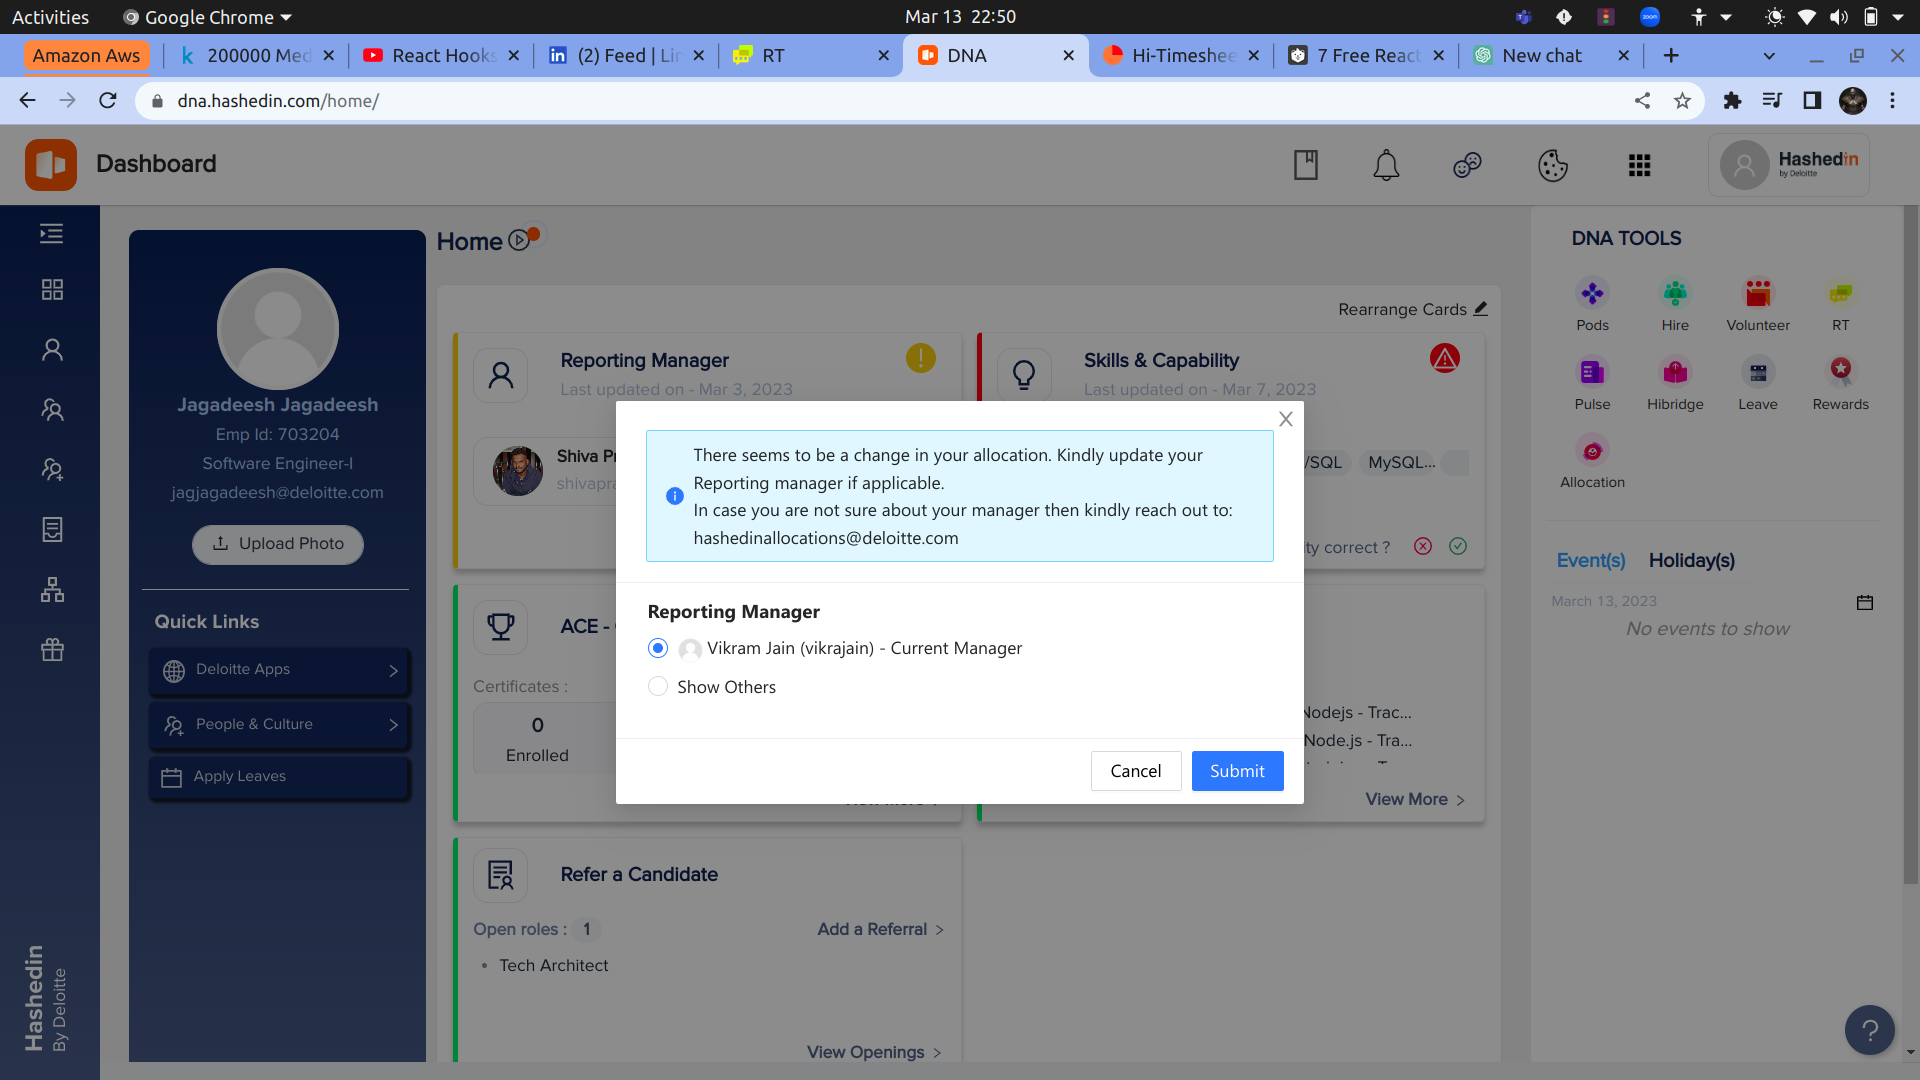 Activities
Google Chrome
Mar 13 22:50
Amazon Aws
200000 Med
React Hooks
(2) Feed | Lin
RT
DNA
Hi-Timeshee
7 Free React
New chat
dna.hashedin.com/home/
Dashboard
Hashedin
by Deloitte
Jagadeesh Jagadeesh
Emp Id: 703204
Software Engineer-I
jagjagadeesh@deloitte.com
Upload Photo
Quick Links
Deloitte Apps
People & Culture
Apply Leaves
Hashedin
By Deloitte
Home
Rearrange Cards
Reporting Manager
Last updated on - Mar 3, 2023
Shiva Pr
shivapra
Skills & Capability
Last updated on - Mar 7, 2023
/SQL
MySQL...
ity correct ?
There seems to be a change in your allocation. Kindly update your
Reporting manager if applicable.
In case you are not sure about your manager then kindly reach out to:
hashedinallocations@deloitte.com
Reporting Manager
Vikram Jain (vikrajain) - Current Manager
Show Others
Cancel
Submit
ACE -
Certificates :
0
Enrolled
Nodejs - Trac...
Node.js - Tra...
View More >
Refer a Candidate
Open roles : 1
Add a Referral >
• Tech Architect
View Openings >
DNA TOOLS
Pods
Hire
Volunteer
RT
Pulse
Hibridge
Leave
Rewards
Allocation
Event(s)
Holiday(s)
March 13, 2023
No events to show
?